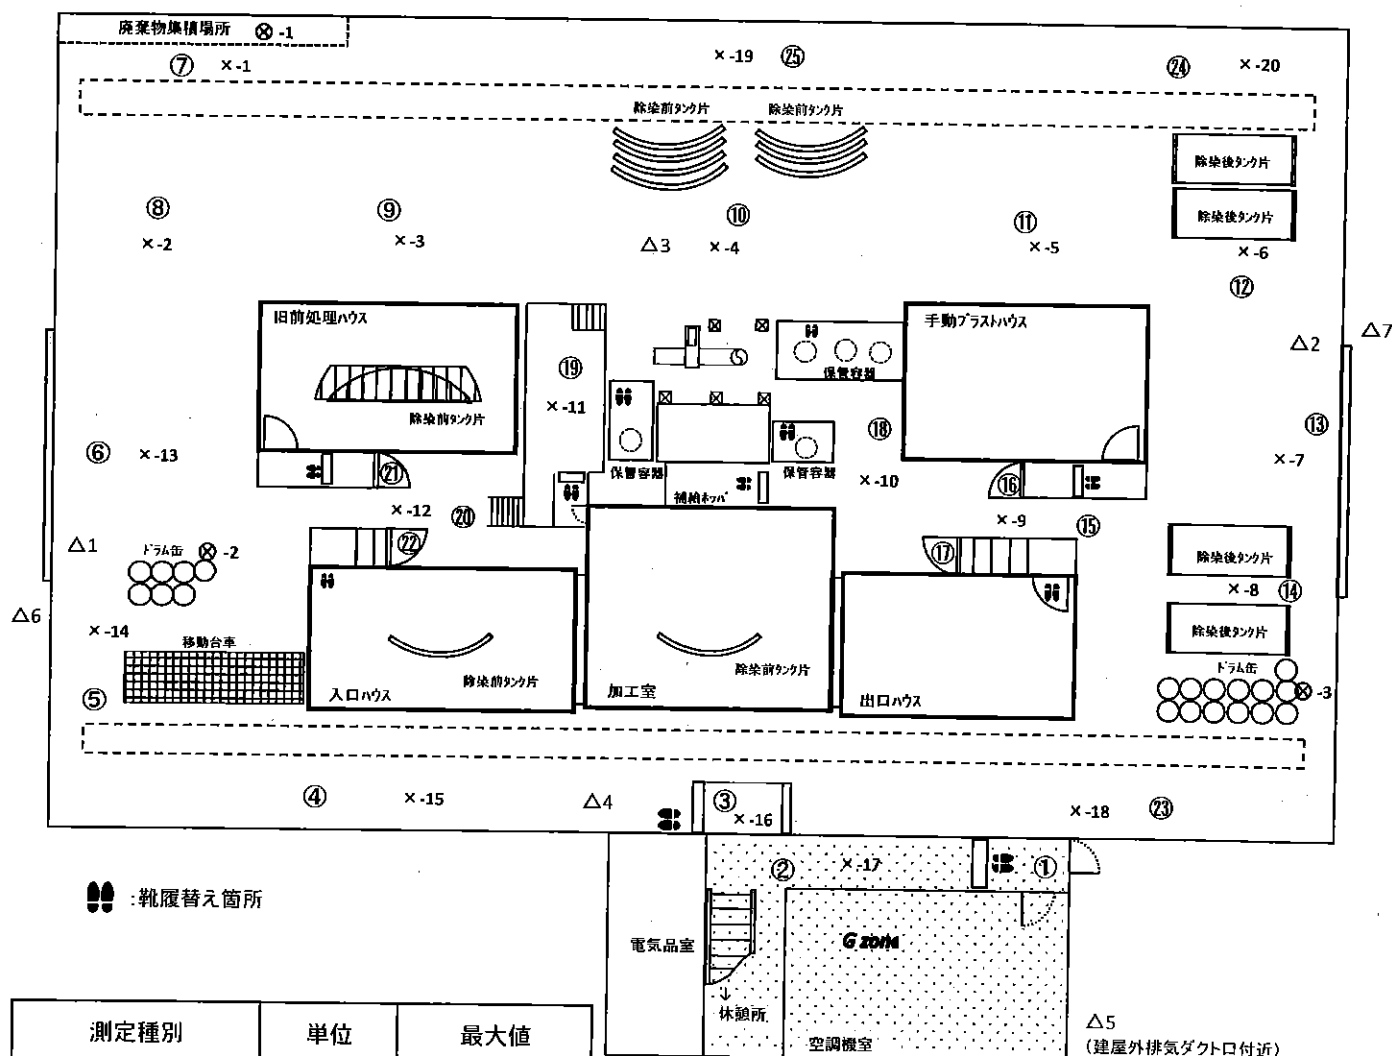 廃棄物集積場所 ⊗ -1
⑦ × -1
× -19 ㉕
㉔ × -20
除染前タンク片
除染前タンク片
除染後タンク片
除染後タンク片
⑧
× -2
⑨
× -3
⑩
△3 × -4
⑪
× -5
× -6
⑫
旧前処理ハウス
除染前タンク片
⑲
× -11
保管容器
手動ブラストハウス
△2
△7
⑥ × -13
㉑
保管容器
保管容器
⑱
× -10
補給ホッパ
⑬
× -7
⑯
× -12 ⑳
㉒
× -9 ⑮
⑰
△1
ドラム缶 ⊗ -2
除染後タンク片
× -8 ⑭
除染後タンク片
△6
× -14
移動台車
⑤
除染前タンク片
入口ハウス
除染前タンク片
加工室
出口ハウス
ドラム缶
⊗ -3
④ × -15
△4
③
× -16
× -18 ㉓
② × -17 ①
:靴履替え箇所
電気品室
G zone
休憩所
空調機室
△5
(建屋外排気ダクト口付近)
測定種別 単位 最大値